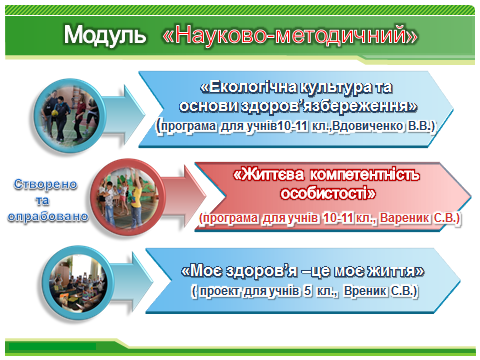 Модуль «Науково-методичний»
«Екологічна культура та
основи здоров'язбереження»
(програма для учнів10-11 кл.,Вдовиченко В.В.)
Створено
та
опрабовано
«Життєва компетентність
особистості»
(програма для учнів 10-11 кл., Вареник С.В.)
«Моє здоров'я –це моє життя»
( проект для учнів 5 кл., Вреник С.В.)